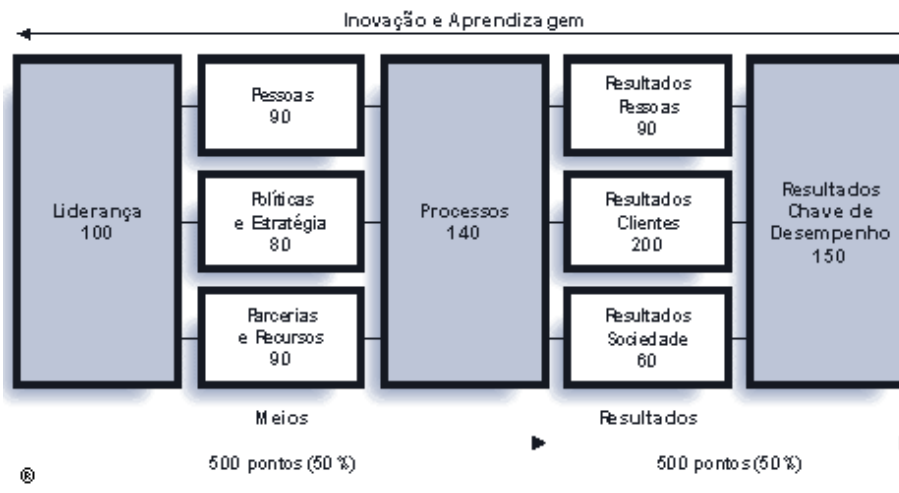 Inovação e Aprendizagem
Liderança
100
Pessoas
90
Políticas
e Estratégia
80
Parcerias
e Recursos
90
Processos
140
Resultados
Pessoas
90
Resultados
Clientes
200
Resultados
Sociedade
60
Resultados
Chave de
Desempenho
150
Meios
Resultados
500 pontos (50%)
500 pontos (50%)
®